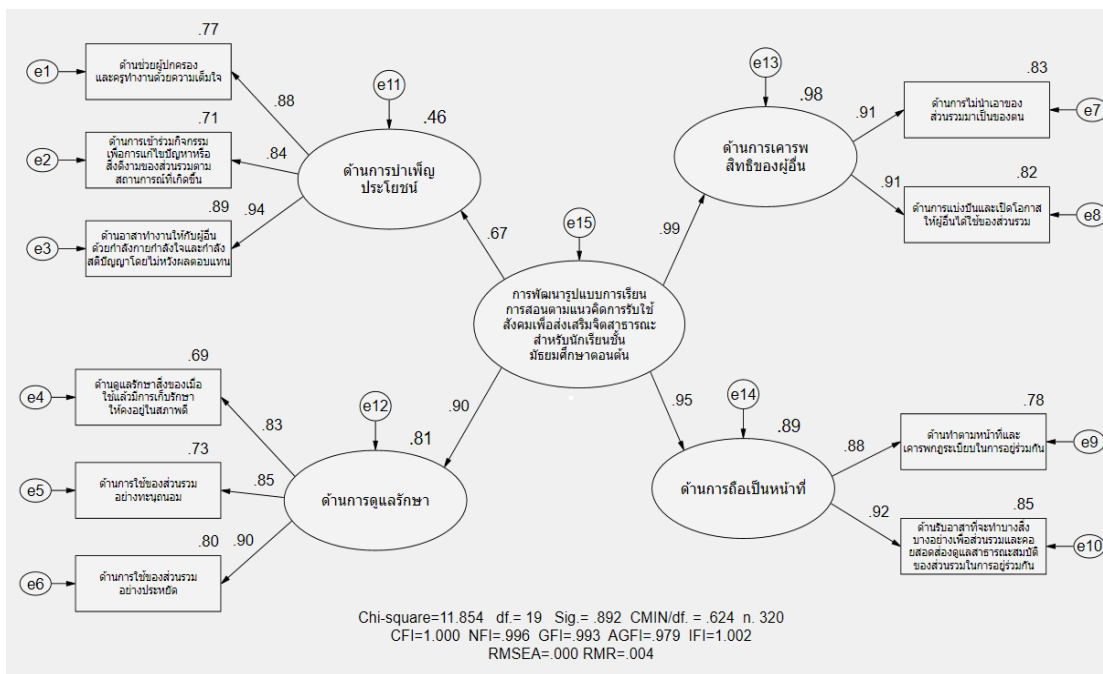 .77
e1
ด้านช่วยผู้ปกครอง
และครูทำงานด้วยความเต็มใจ
.88
.71
e2
ด้านการเข้าร่วมกิจกรรม
เพื่อการแก้ไขปัญหาหรือ
สิ่งดีงามของส่วนรวมตาม
สถานการณ์ที่เกิดขึ้น
.84
.89
e3
ด้านอาสาทำงานให้กับผู้อื่น
ด้วยกำลังกายกำลังใจและกำลัง
สติปัญญาโดยไม่หวังผลตอบแทน
.94
e11
.46
ด้านการบำเพ็ญ
ประโยชน์
.67
e13
.98
ด้านการเคารพ
สิทธิของผู้อื่น
.99
.91
.83
ด้านการไม่นำเอาของ
ส่วนรวมมาเป็นของตน
e7
.91
.82
ด้านการแบ่งปันและเปิดโอกาส
ให้ผู้อื่นได้ใช้ของส่วนรวม
e8
e15
การพัฒนารูปแบบการเรียน
การสอนตามแนวคิดการรับใช้
สังคมเพื่อส่งเสริมจิตสาธารณะ
สำหรับนักเรียนชั้น
มัธยมศึกษาตอนต้น
.69
e4
ด้านดูแลรักษาสิ่งของเมื่อ
ใช้แล้วมีการเก็บรักษา
ให้คงอยู่ในสภาพดี
.83
.73
e5
ด้านการใช้ของส่วนรวม
อย่างทะนุถนอม
.85
.80
e6
ด้านการใช้ของส่วนรวม
อย่างประหยัด
.90
e12
.81
ด้านการดูแลรักษา
.90
.95
e14
.89
ด้านการถือเป็นหน้าที่
.88
.78
ด้านทำตามหน้าที่และ
เคารพกฎระเบียบในการอยู่ร่วมกัน
e9
.92
.85
ด้านรับอาสาที่จะทำบางสิ่ง
บางอย่างเพื่อส่วนรวมและคอ
ยสอดส่องดูแลสาธารณะสมบัติ
ของส่วนรวมในการอยู่ร่วมกัน
e10
Chi-square=11.854 df.= 19 Sig.= .892 CMIN/df. = .624 n. 320
CFI=1.000 NFI=.996 GFI=.993 AGFI=.979 IFI=1.002
RMSEA=.000 RMR=.004